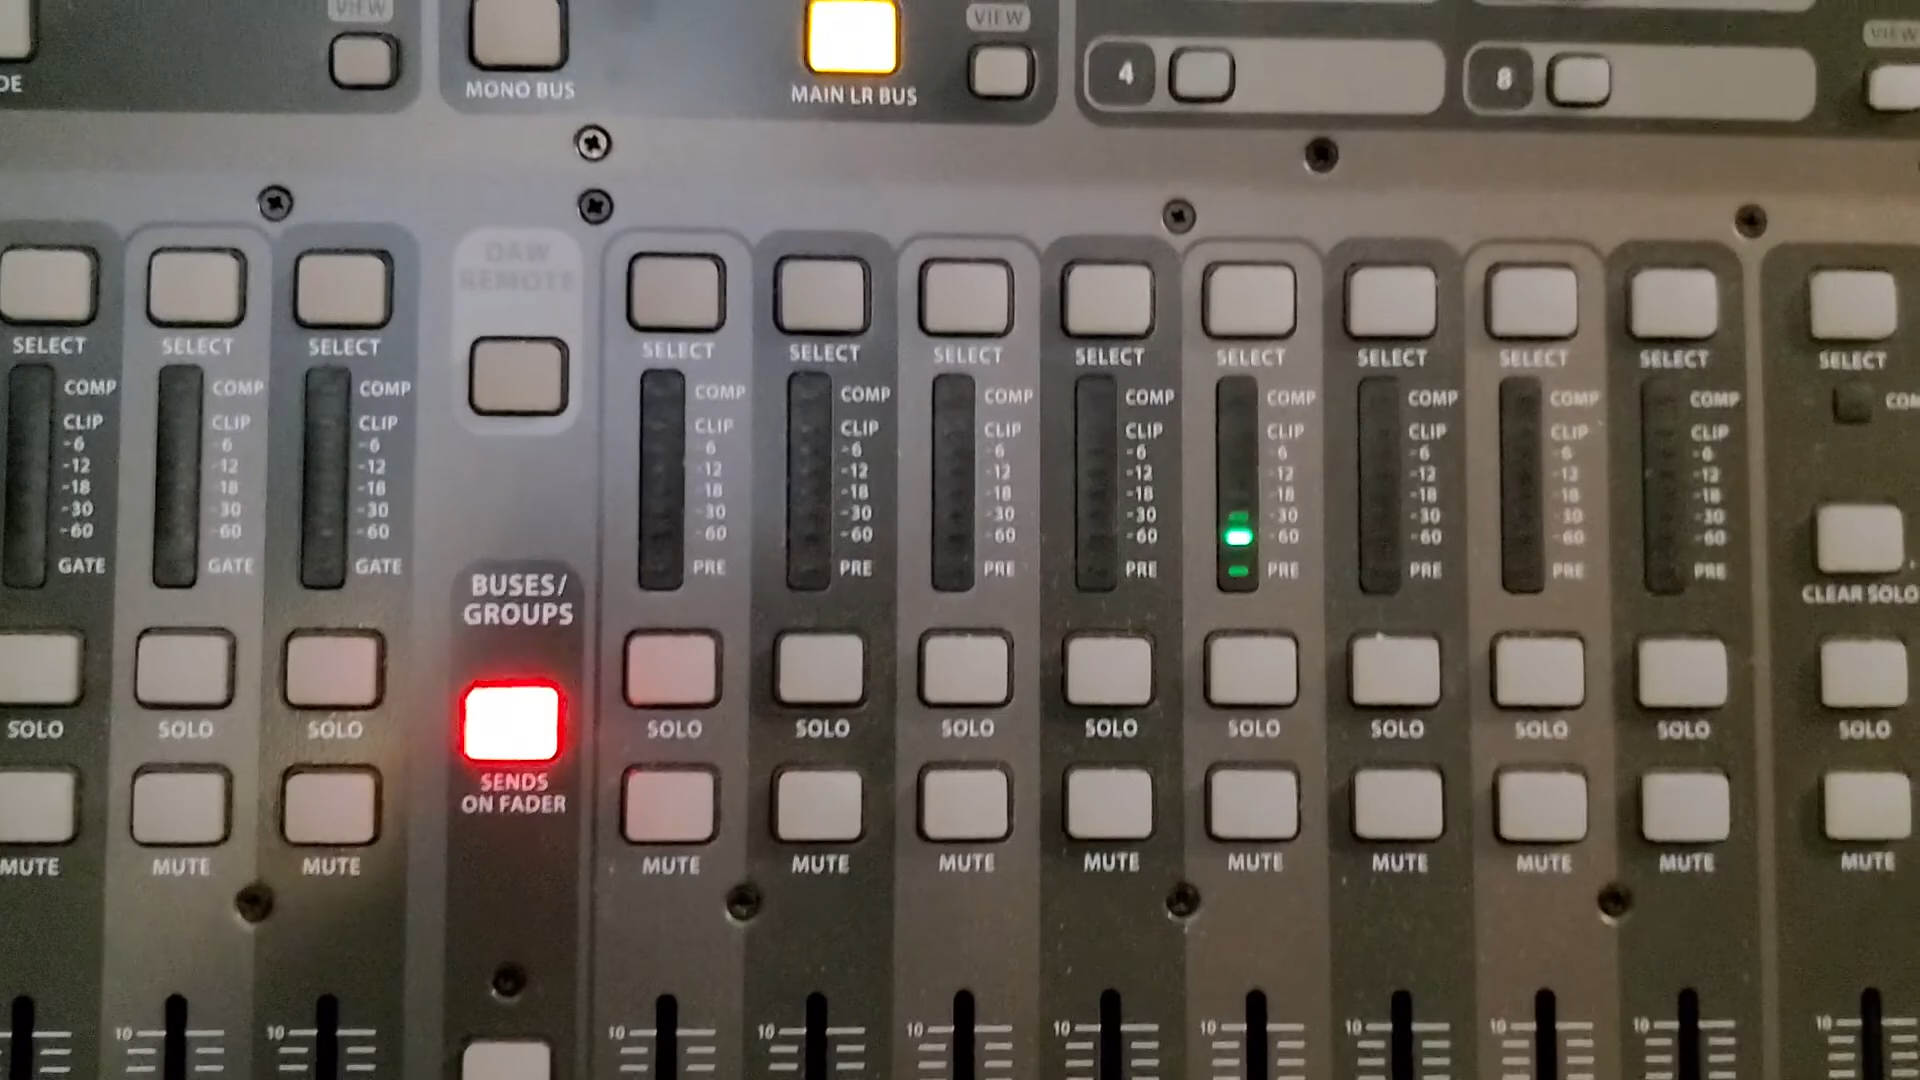 VIEW
VIEW
VIEW
4
8
DE
MONO BUS
MAIN LR BUS
DAW
REMOTE
SELECT
SELECT
SELECT
SELECT
SELECT
SELECT
SELECT
SELECT
SELECT
SELECT
SELECT
SELECT
COMP
CLIP
-6
-12
-18
-30
-60
GATE
COMP
CLIP
-6
-12
-18
-30
-60
GATE
COMP
CLIP
-6
-12
-18
-30
-60
GATE
COMP
CLIP
-6
-12
-18
-30
-60
PRE
COMP
CLIP
-6
-12
-18
-30
-60
PRE
COMP
CLIP
-6
-12
-18
-30
-60
PRE
COMP
CLIP
-6
-12
-18
-30
-60
PRE
COMP
CLIP
-6
-12
-18
-30
-60
PRE
COMP
CLIP
-6
-12
-18
-30
-60
PRE
COMP
CLIP
-6
-12
-18
-30
-60
PRE
COMP
CLIP
-6
-12
-18
-30
-60
PRE
COM
CLEAR SOLO
BUSES/
GROUPS
SENDS
ON FADER
SOLO
SOLO
SOLO
SOLO
SOLO
SOLO
SOLO
SOLO
SOLO
SOLO
SOLO
SOLO
MUTE
MUTE
MUTE
MUTE
MUTE
MUTE
MUTE
MUTE
MUTE
MUTE
MUTE
MUTE
10
10
10
10
10
10
10
10
10
10
10